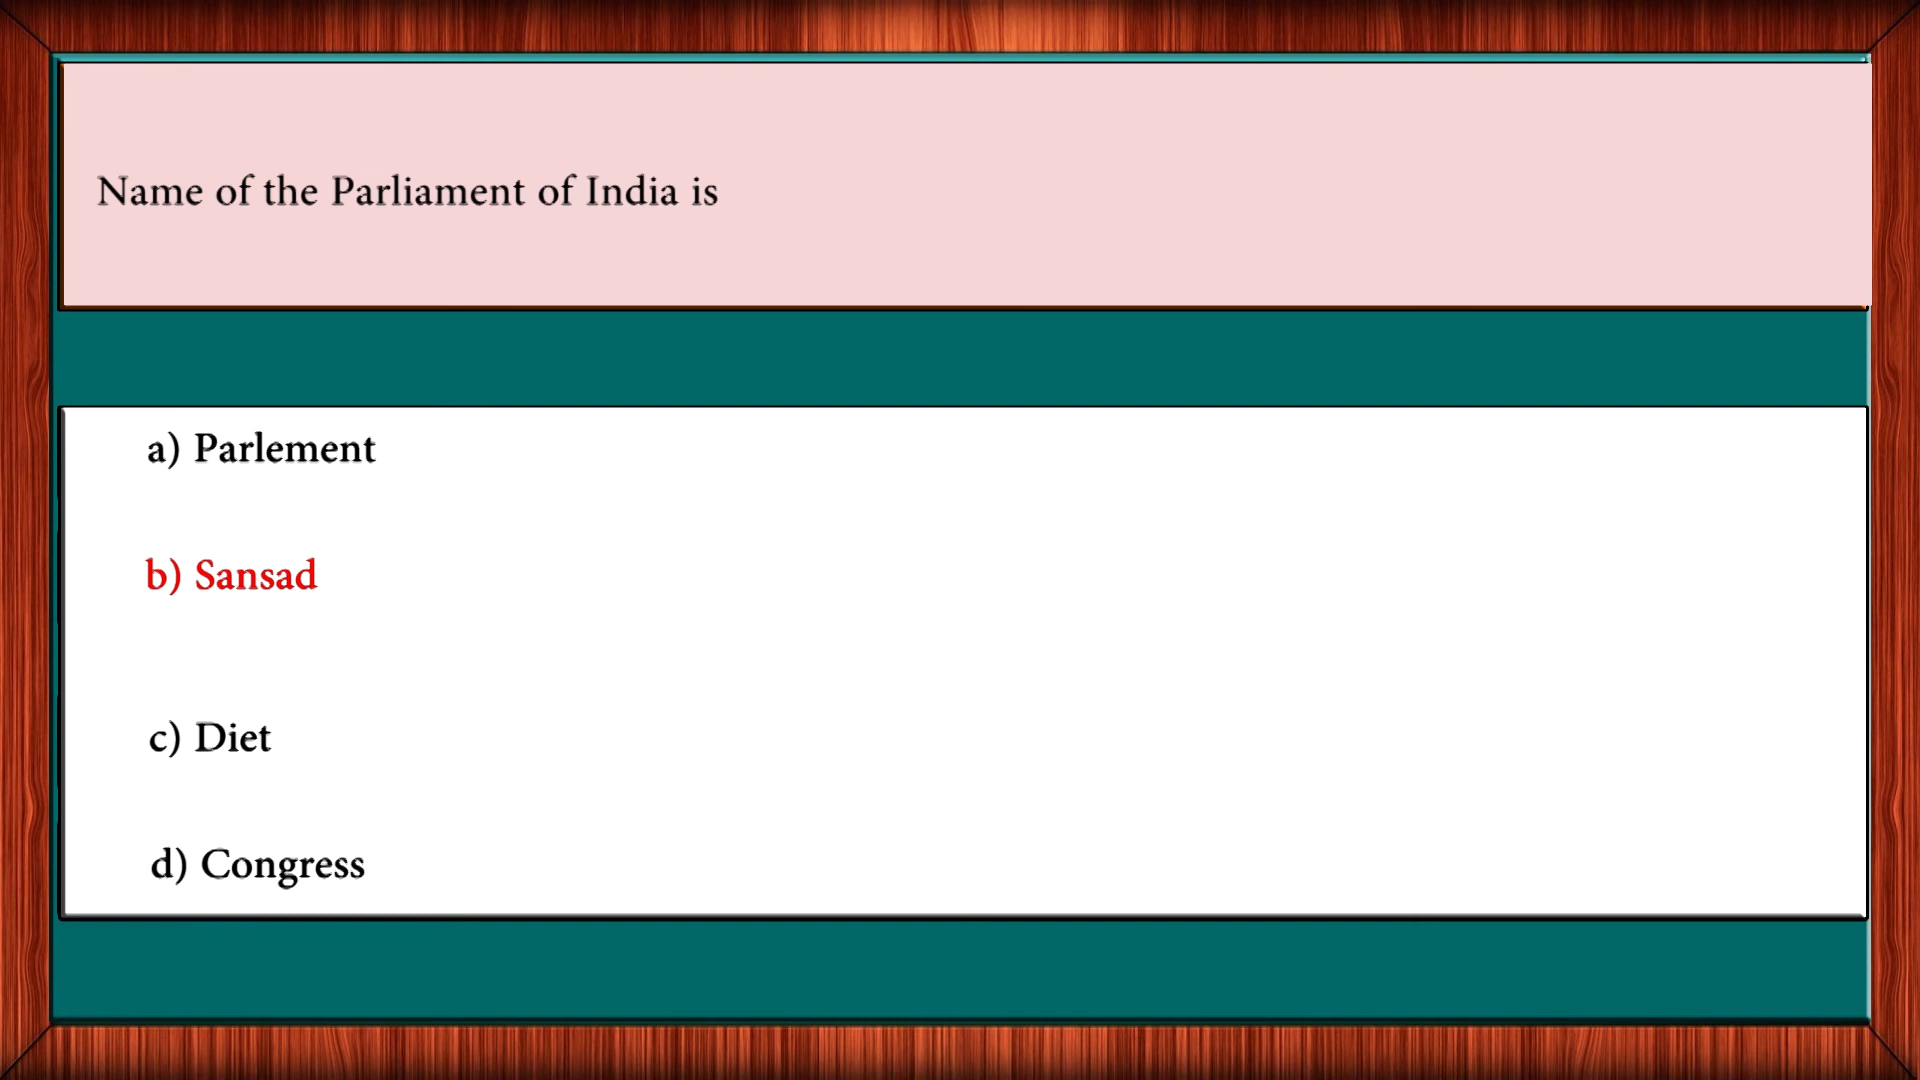 Name of the Parliament of India is
a) Parlement
b) Sansad
c) Diet
d) Congress